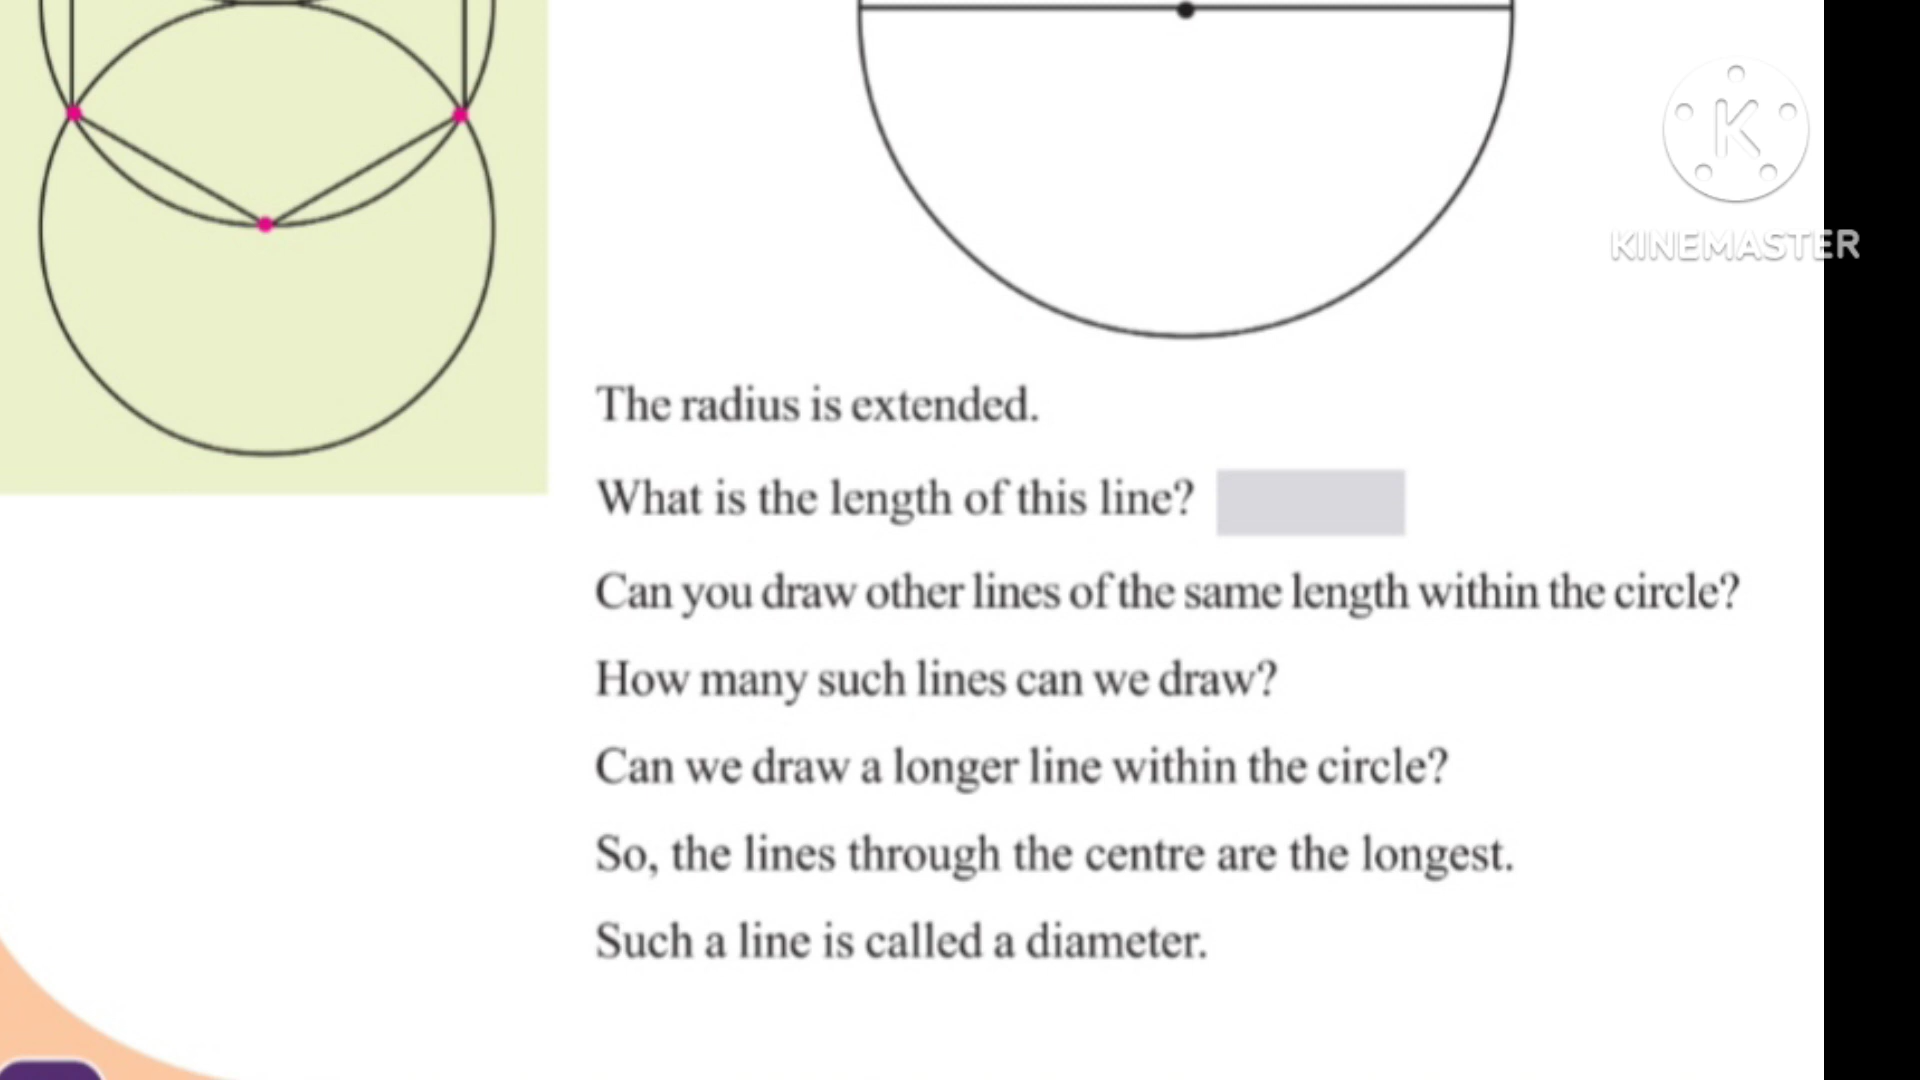 K
KINEMASTER
The radius is extended.
What is the length of this line?
Can you draw other lines of the same length within the circle?
How many such lines can we draw?
Can we draw a longer line within the circle?
So, the lines through the centre are the longest.
Such a line is called a diameter.